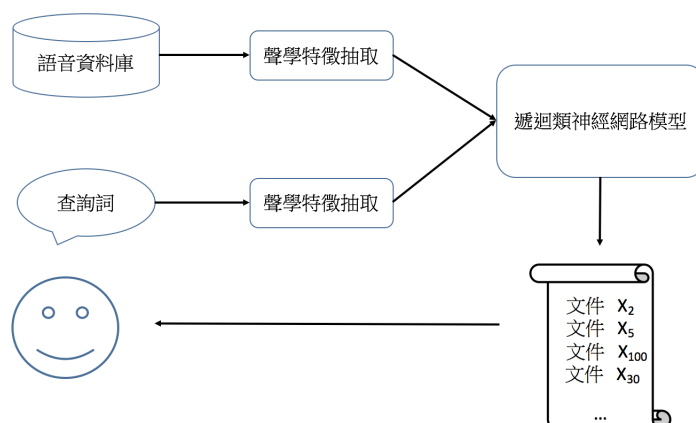 語音資料庫
聲學特徵抽取
遞迴類神經網路模型
查詢詞
聲學特徵抽取
文件 X₂
文件 X₅
文件 X₁₀₀
文件 X₃₀
...